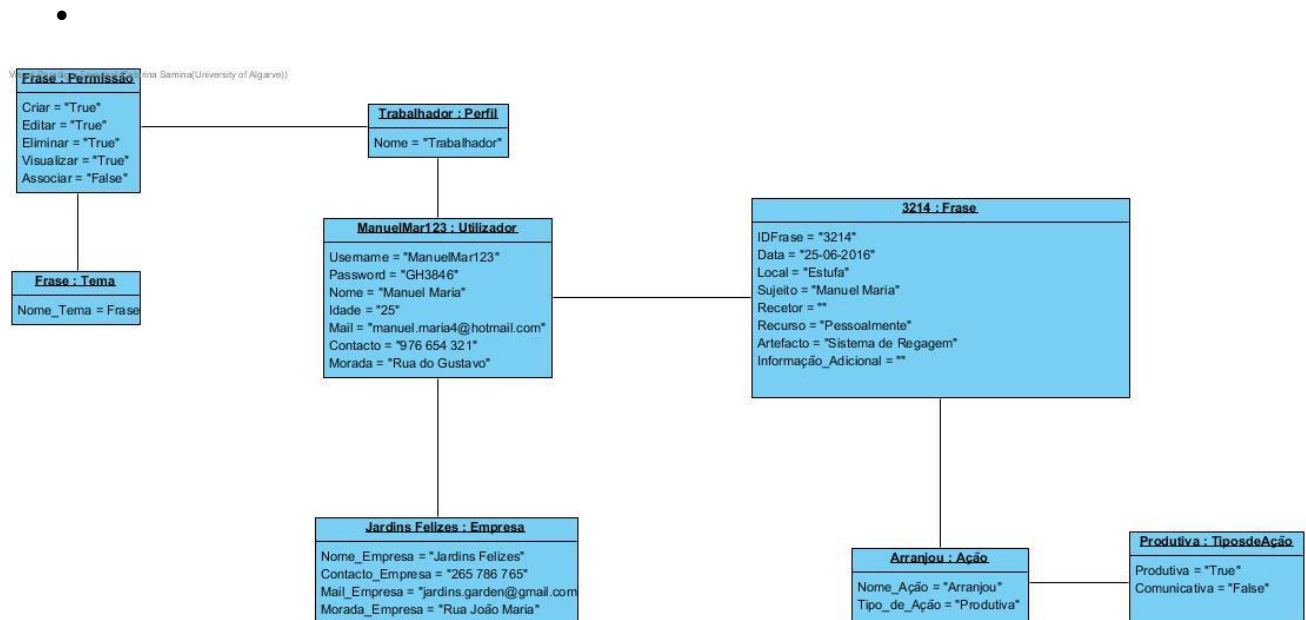 Samina(University of Algarve))
Frase : Permissão
Criar = "True"
Editar = "True"
Eliminar = "True"
Visualizar = "True"
Associar = "False"
Trabalhador : Perfil
Nome = "Trabalhador"
ManuelMar123 : Utilizador
Username = "ManuelMar123"
Password = "GH3846"
Nome = "Manuel Maria"
Idade = "25"
Mail = "manuel.maria4@hotmail.com"
Contacto = "976 654 321"
Morada = "Rua do Gustavo"
3214 : Frase
IDFrase = "3214"
Data = "25-06-2016"
Local = "Estufa"
Sujeito = "Manuel Maria"
Recetor = ""
Recurso = "Pessoalmente"
Artefacto = "Sistema de Regagem"
Informação_Adicional = ""
Frase : Tema
Nome_Tema = Frase
Jardins Felizes : Empresa
Nome_Empresa = "Jardins Felizes"
Contacto_Empresa = "265 786 765"
Mail_Empresa = "jardins.garden@gmail.com
Morada_Empresa = "Rua João Maria"
Arranjou : Ação
Nome_Ação = "Arranjou"
Tipo_de_Ação = "Produtiva"
Produtiva : TiposdeAção
Produtiva = "True"
Comunicativa = "False"